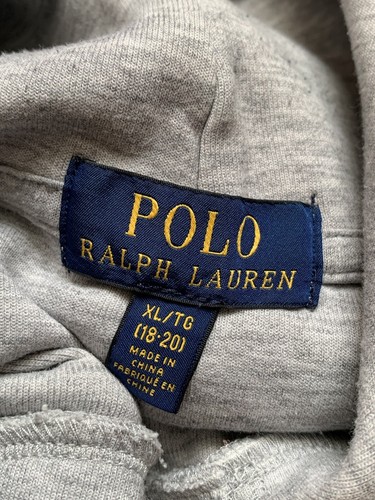 POLO
RALPH LAUREN
XL/TG
(18-20)
MADE IN
CHINA
FABRIQUÉ EN
CHINE